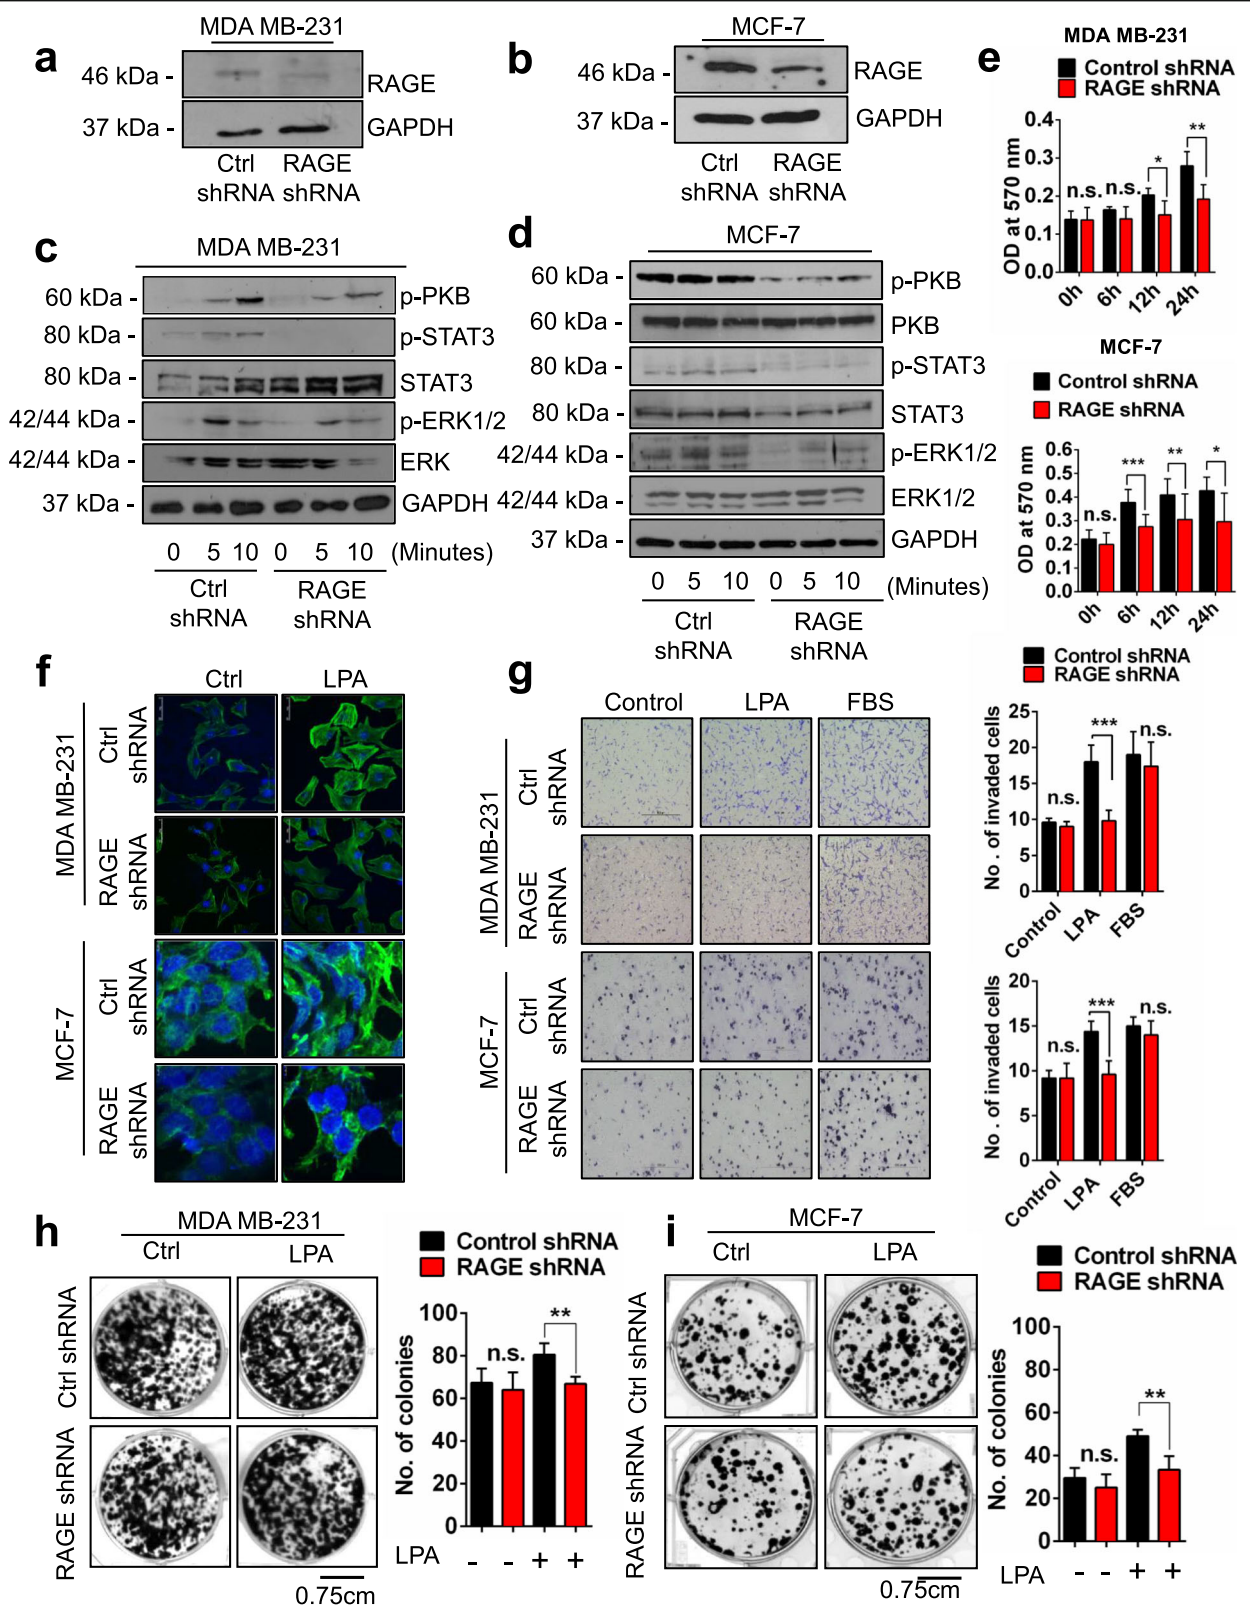 a
MDA MB-231
46 kDa -
RAGE
37 kDa -
GAPDH
Ctrl
shRNA
RAGE
shRNA
b
MCF-7
46 kDa -
RAGE
37 kDa -
GAPDH
Ctrl
shRNA
RAGE
shRNA
c
MDA MB-231
60 kDa -
p-PKB
80 kDa -
p-STAT3
80 kDa -
STAT3
42/44 kDa -
p-ERK1/2
42/44 kDa -
ERK
37 kDa -
GAPDH
0 5 10 0 5 10 (Minutes)
Ctrl
shRNA
RAGE
shRNA
d
MCF-7
60 kDa -
p-PKB
60 kDa -
PKB
80 kDa -
p-STAT3
80 kDa -
STAT3
42/44 kDa -
p-ERK1/2
42/44 kDa -
ERK1/2
37 kDa -
GAPDH
0 5 10 0 5 10 (Minutes)
Ctrl
shRNA
RAGE
shRNA
e
MDA MB-231
Control shRNA
RAGE shRNA
OD at 570 nm
0.4
0.3
0.2
0.1
0.0
n.s.
n.s.
*
**
0h
6h
12h
24h
MCF-7
Control shRNA
RAGE shRNA
OD at 570 nm
0.6
0.5
0.4
0.3
0.2
0.1
0.0
n.s.
***
**
*
0h
6h
12h
24h
f
Ctrl
LPA
MDA MB-231
Ctrl
shRNA
RAGE
shRNA
MCF-7
Ctrl
shRNA
RAGE
shRNA
g
Control
LPA
FBS
MDA MB-231
Ctrl
shRNA
RAGE
shRNA
MCF-7
Ctrl
shRNA
RAGE
shRNA
Control shRNA
RAGE shRNA
No. of invaded cells
25
20
15
10
5
0
n.s.
***
n.s.
Control
LPA
FBS
No . of invaded cells
20
15
10
5
0
n.s.
***
n.s.
Control
LPA
FBS
h
MDA MB-231
Ctrl
LPA
Ctrl shRNA
RAGE shRNA
0.75cm
Control shRNA
RAGE shRNA
No. of colonies
100
80
60
40
20
0
n.s.
**
LPA - - + +
i
MCF-7
Ctrl
LPA
Ctrl shRNA
RAGE shRNA
0.75cm
Control shRNA
RAGE shRNA
No. of colonies
100
80
60
40
20
0
n.s.
**
LPA - - + +